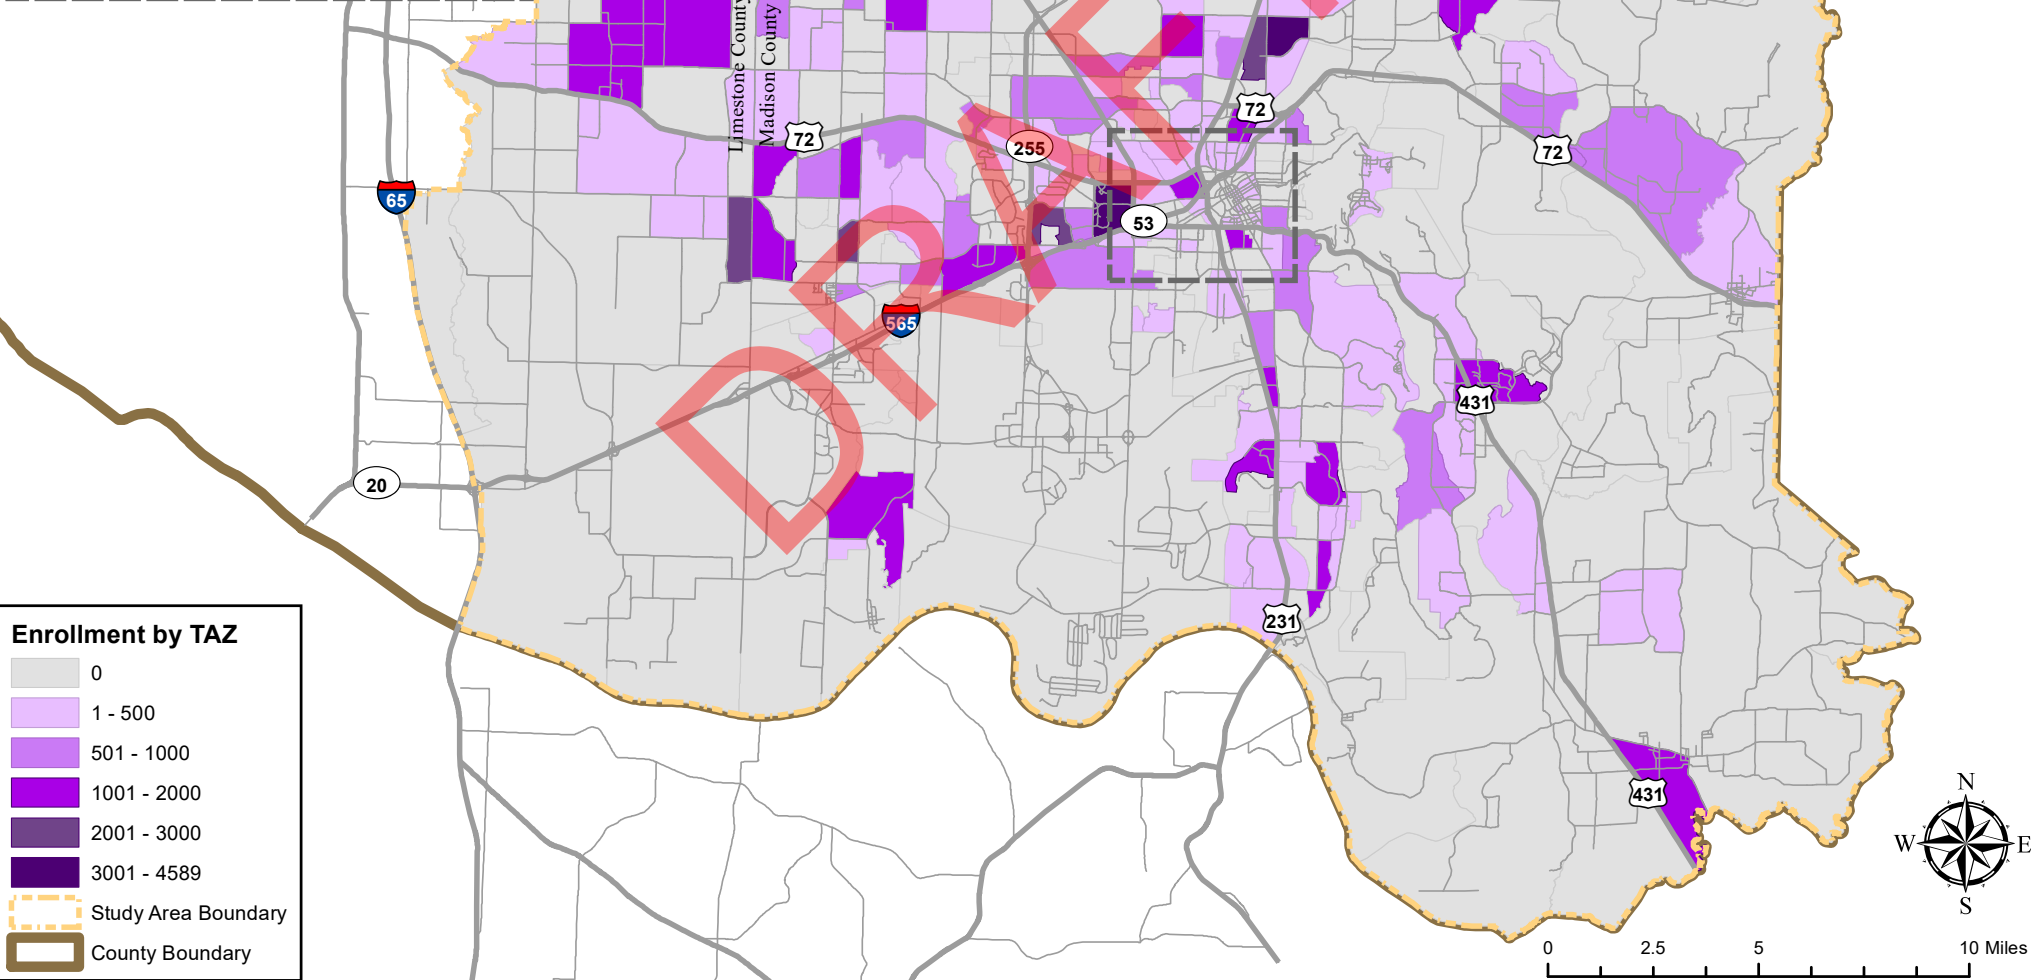 Limestone County
Madison County
72
72
72
255
65
53
565
431
20
231
431
DRAFT
Enrollment by TAZ
0
1 - 500
501 - 1000
1001 - 2000
2001 - 3000
3001 - 4589
Study Area Boundary
County Boundary
N
W
E
S
0
2.5
5
10 Miles